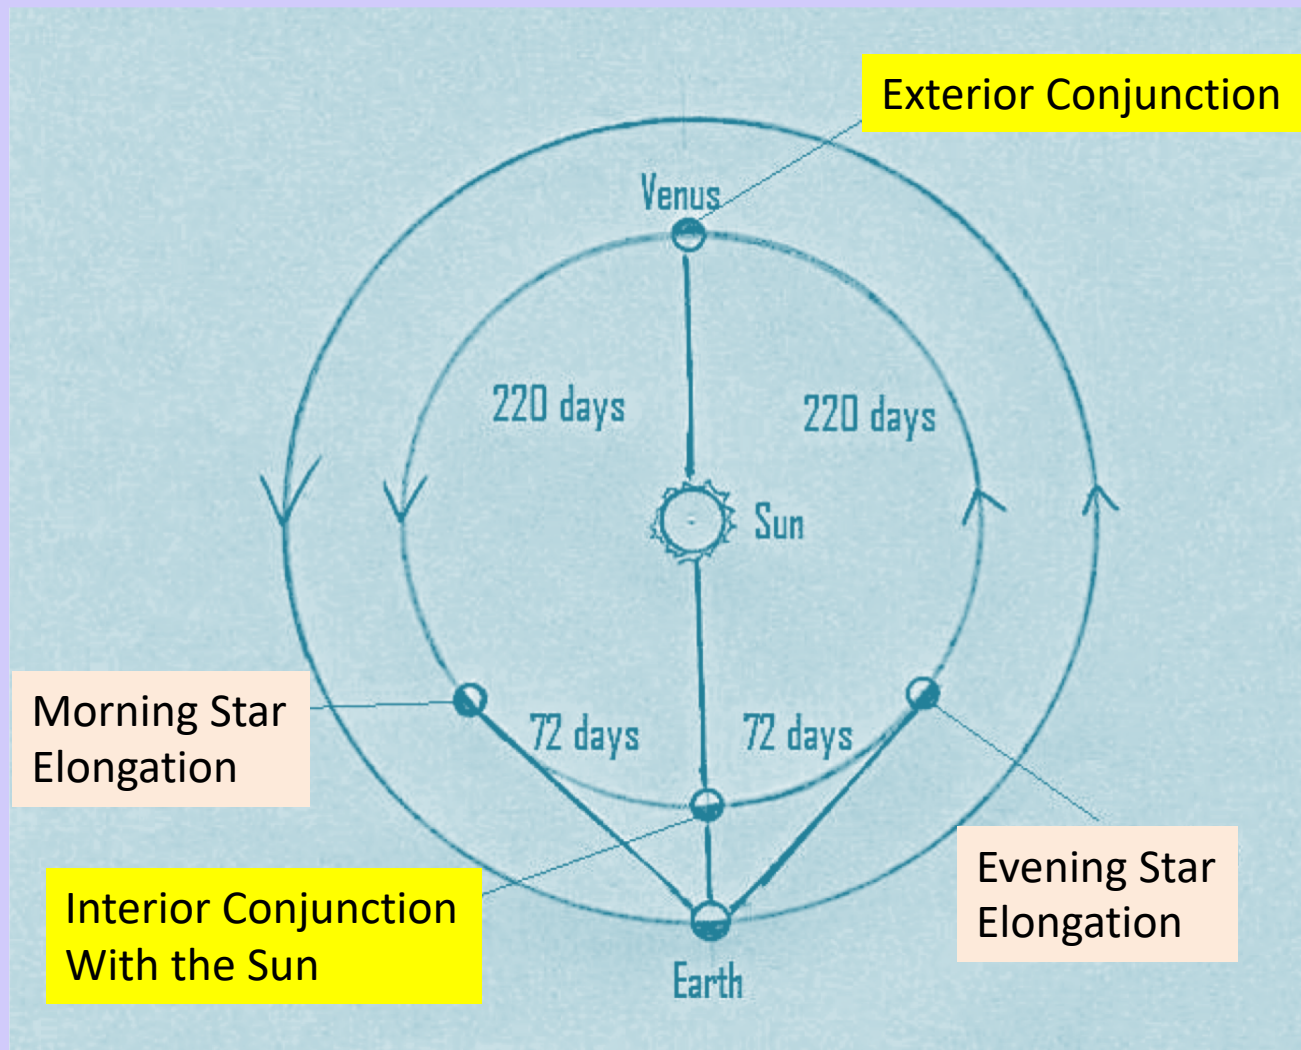 Exterior Conjunction
Venus
220 days
220 days
Sun
Morning Star
Elongation
72 days
72 days
Interior Conjunction
With the Sun
Evening Star
Elongation
Earth